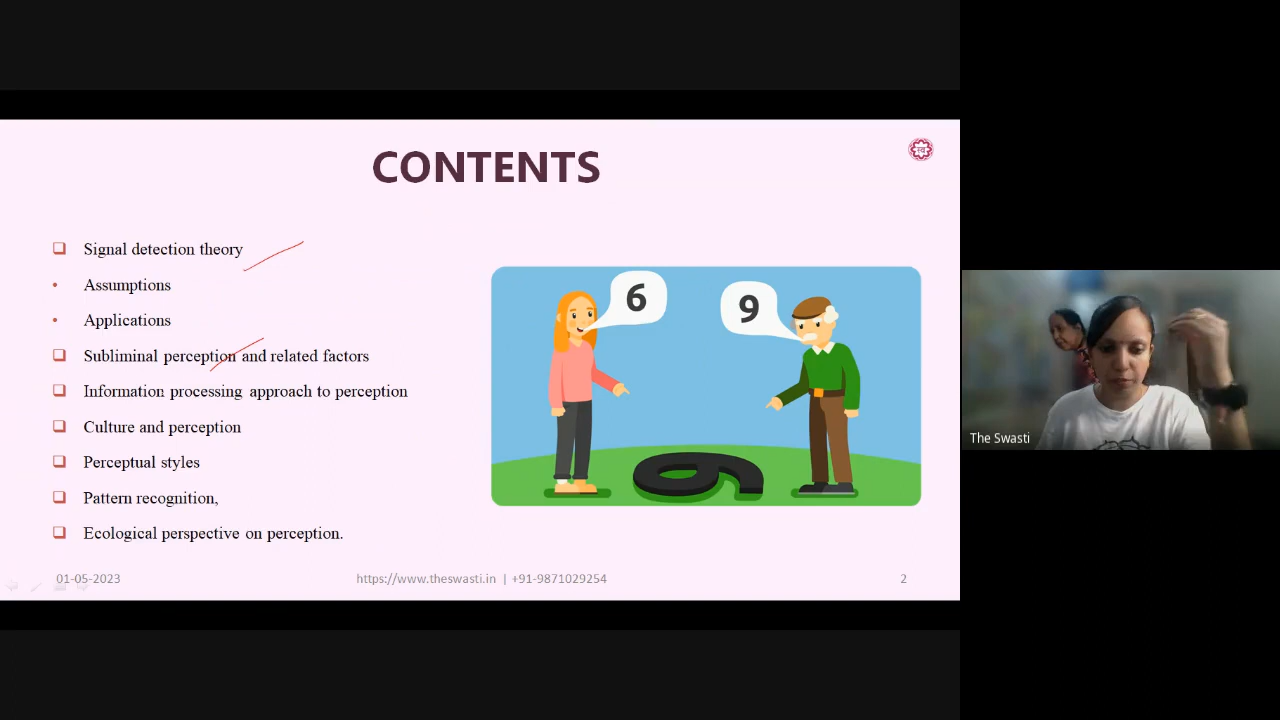 CONTENTS
Signal detection theory
Assumptions
Applications
Subliminal perception and related factors
Information processing approach to perception
Culture and perception
Perceptual styles
Pattern recognition,
Ecological perspective on perception.
6
9
The Swasti
01-05-2023
https://www.theswasti.in | +91-9871029254
2